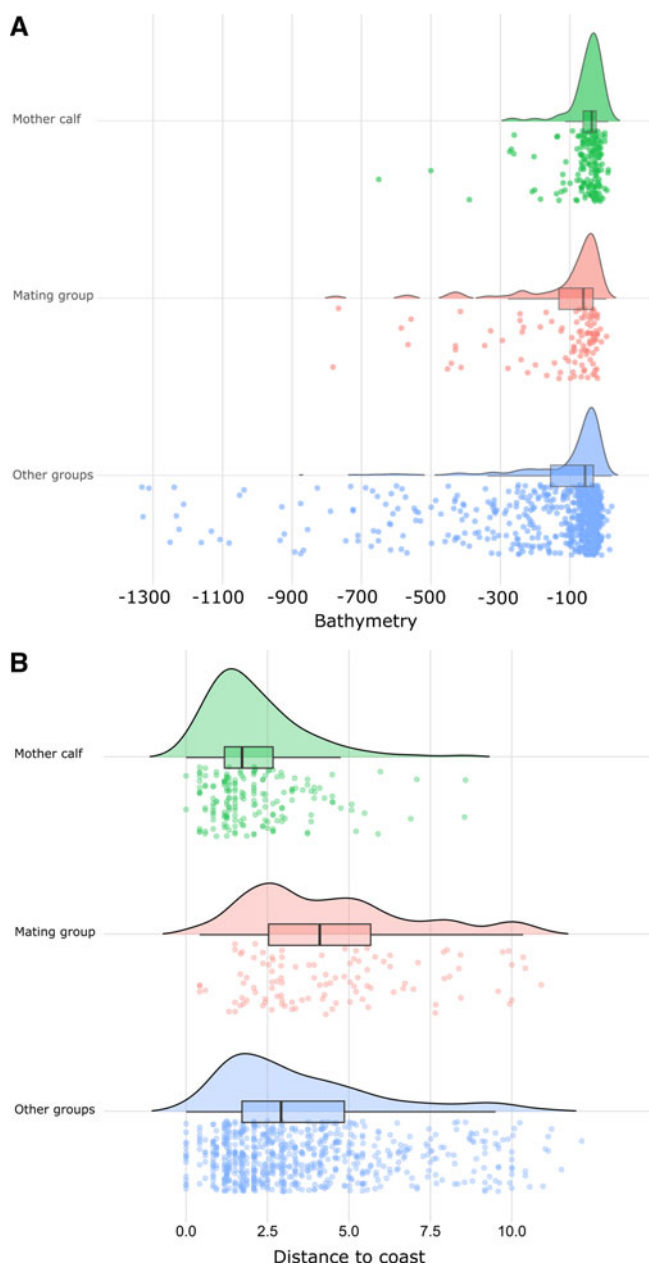 A
Mother calf
Mating group
Other groups
-1300 -1100 -900 -700 -500 -300 -100
Bathymetry
B
Mother calf
Mating group
Other groups
0.0 2.5 5.0 7.5 10.0
Distance to coast